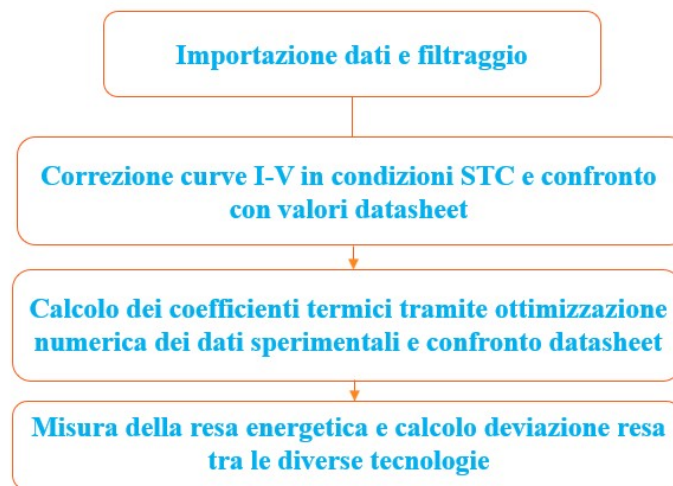 Importazione dati e filtraggio
Correzione curve I-V in condizioni STC e confronto
con valori datasheet
Calcolo dei coefficienti termici tramite ottimizzazione
numerica dei dati sperimentali e confronto datasheet
Misura della resa energetica e calcolo deviazione resa
tra le diverse tecnologie